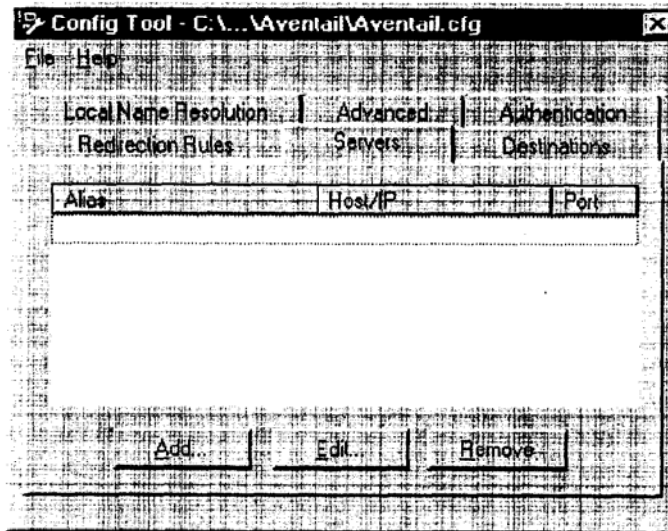 Config Tool - C:\...\Aventail\Aventail.cfg
File Help
Local Name Resolution Advanced Authentication
Redirection Rules Servers Destinations
Alias Host/IP Port
Add... Edit... Remove